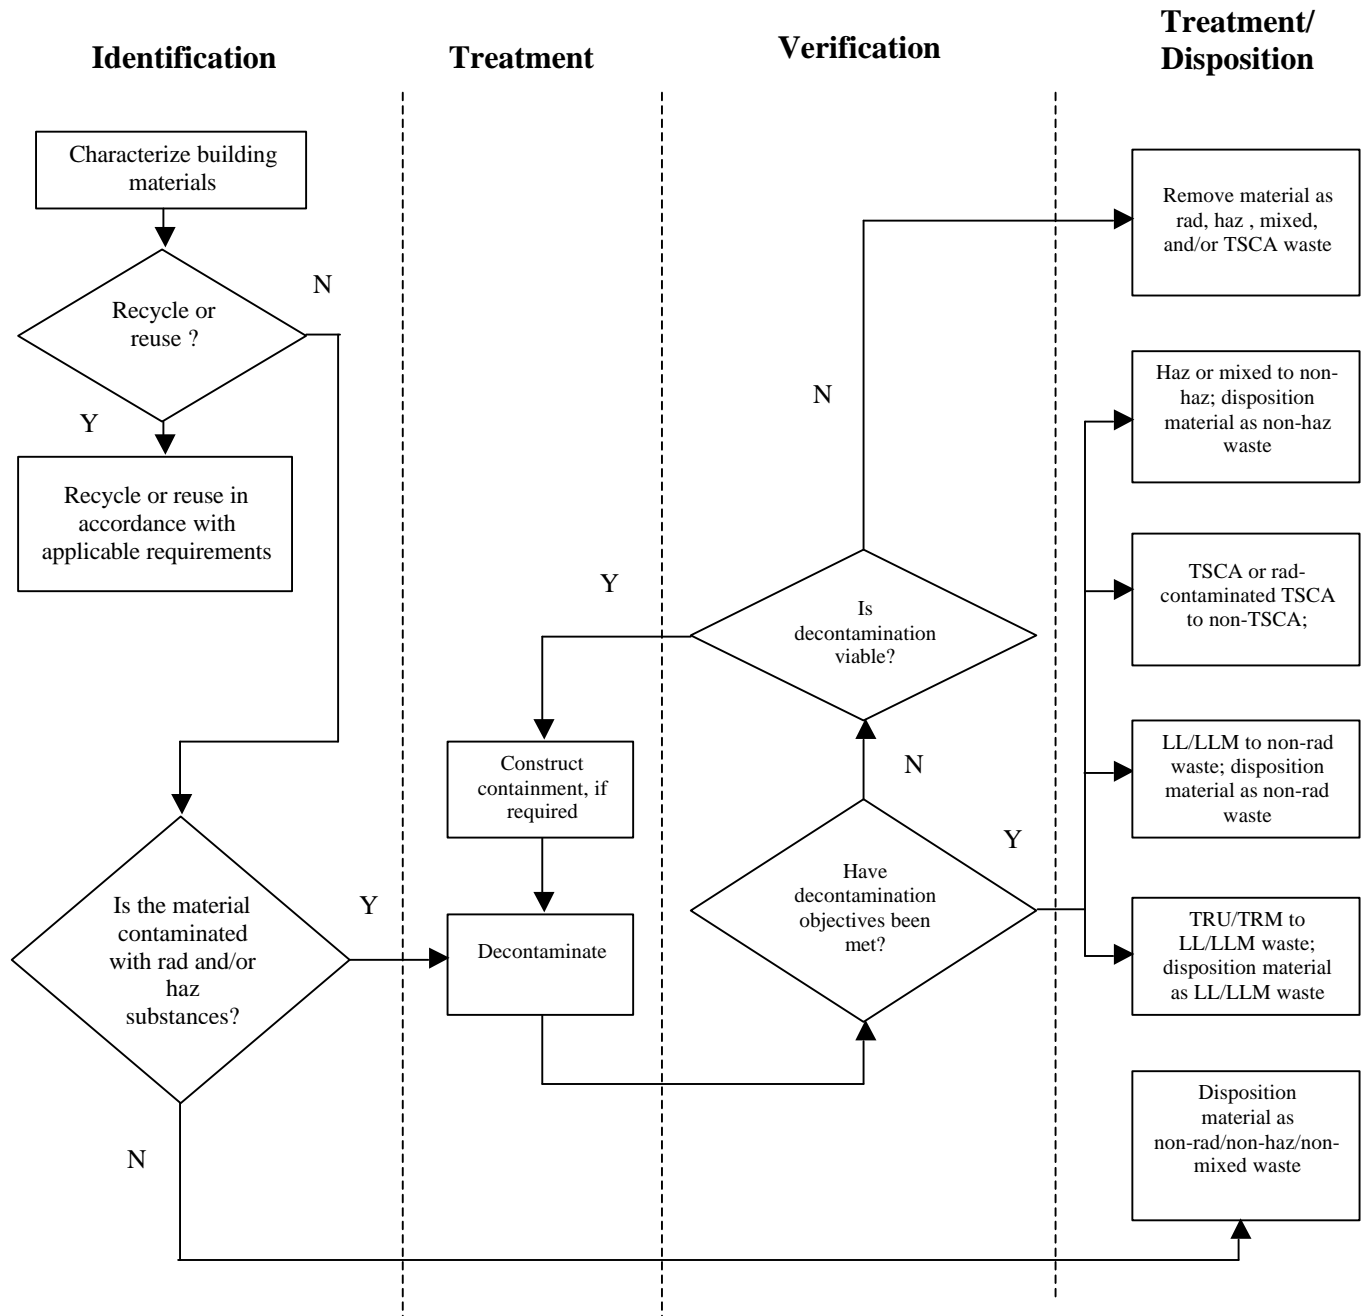 Identification
Treatment
Verification
Treatment/
Disposition
Characterize building
materials
Recycle or
reuse ?
N
Y
Recycle or reuse in
accordance with
applicable requirements
Is the material
contaminated
with rad and/or
haz
substances?
Y
N
Construct
containment, if
required
Decontaminate
Y
Is
decontamination
viable?
N
N
Have
decontamination
objectives been
met?
Y
Remove material as
rad, haz , mixed,
and/or TSCA waste
Haz or mixed to non-
haz; disposition
material as non-haz
waste
TSCA or rad-
contaminated TSCA
to non-TSCA;
LL/LLM to non-rad
waste; disposition
material as non-rad
waste
TRU/TRM to
LL/LLM waste;
disposition material
as LL/LLM waste
Disposition
material as
non-rad/non-haz/non-
mixed waste